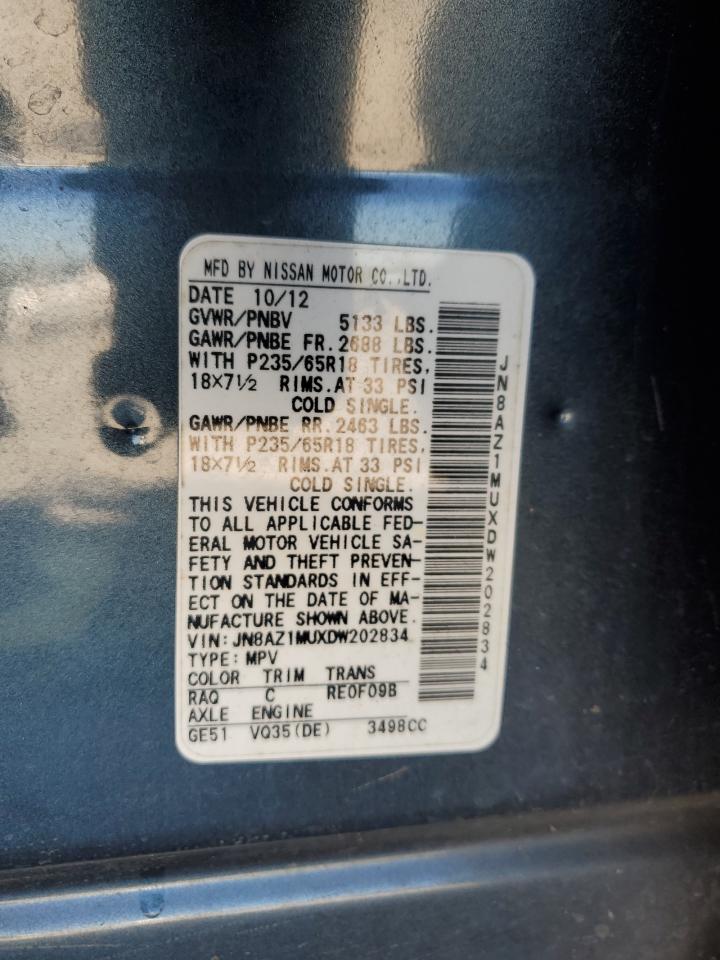 MFD BY NISSAN MOTOR CO.,LTD.
DATE 10/12
GVWR/PNBV 5133 LBS.
GAWR/PNBE FR. 2688 LBS.
WITH P235/65R18 TIRES,
18×7½ RIMS. AT 33 PSI
COLD SINGLE.
GAWR/PNBE RR. 2463 LBS.
WITH P235/65R18 TIRES,
18×7½ RIMS. AT 33 PSI
COLD SINGLE.
THIS VEHICLE CONFORMS
TO ALL APPLICABLE FED-
ERAL MOTOR VEHICLE SA-
FETY AND THEFT PREVEN-
TION STANDARDS IN EFF-
ECT ON THE DATE OF MA-
NUFACTURE SHOWN ABOVE.
VIN: JN8AZ1MUXDW202834
TYPE: MPV
COLOR TRIM TRANS
RAQ C RE0F09B
AXLE ENGINE
GE51 VQ35(DE) 3498CC
JN8AZ1MUXDW202834